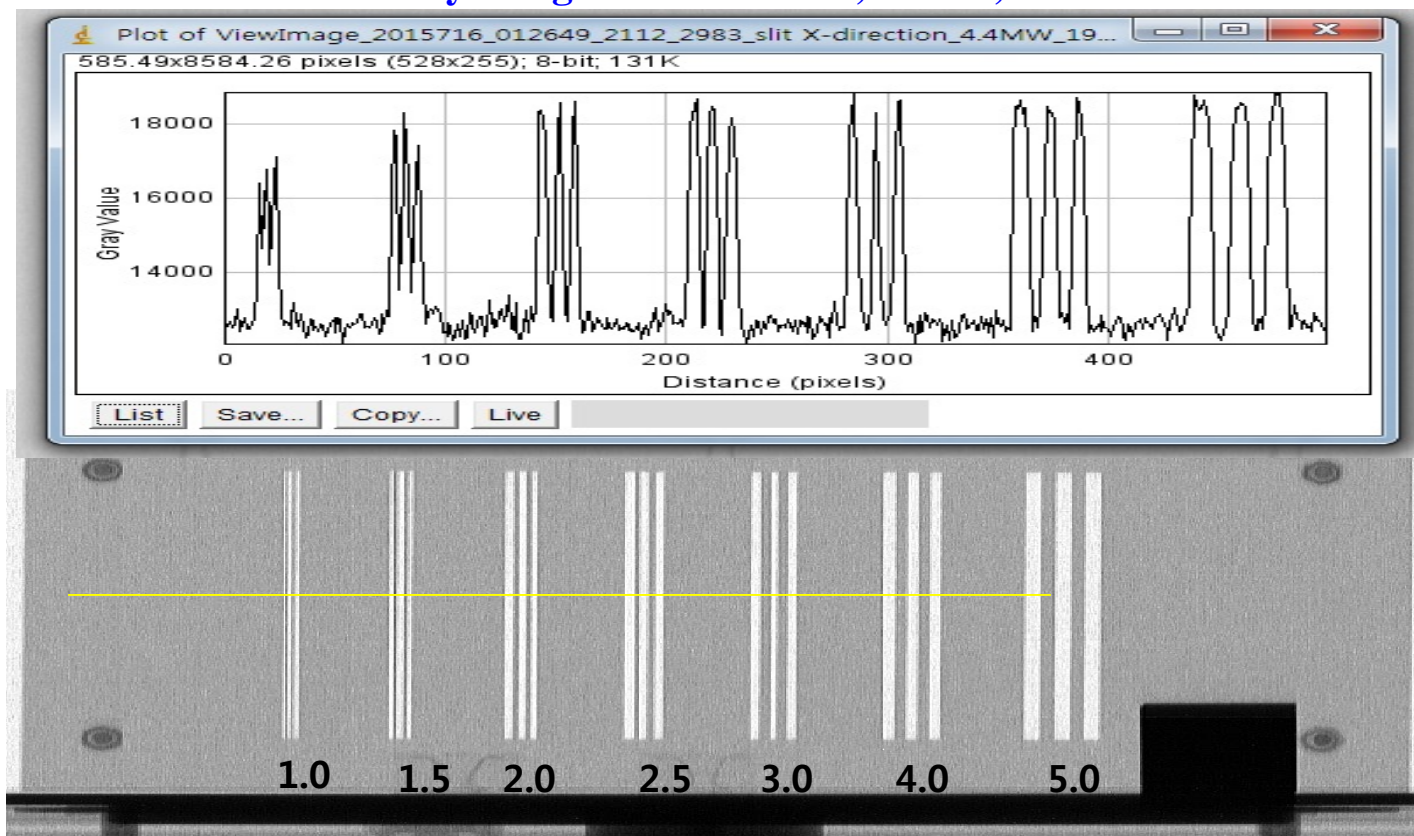 Plot of ViewImage_2015716_012649_2112_2983_slit X-direction_4.4MW_19...
585.49x8584.26 pixels (528x255); 8-bit; 131K
18000
16000
14000
Gray Value
0 100 200 300 400
Distance (pixels)
List Save... Copy... Live
1.0 1.5 2.0 2.5 3.0 4.0 5.0